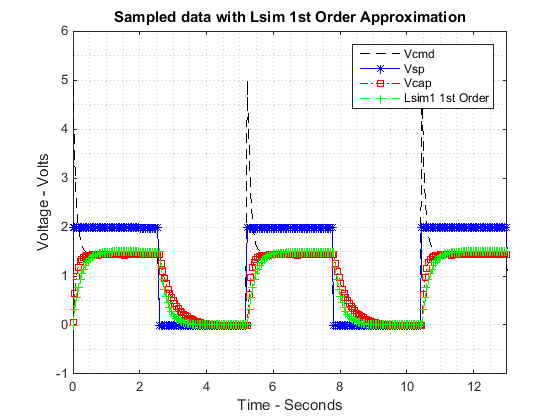 Sampled data with Lsim 1st Order Approximation
6
5
4
3
2
1
0
-1
Voltage - Volts
Vcmd
Vsp
Vcap
Lsim1 1st Order
0 2 4 6 8 10 12
Time - Seconds